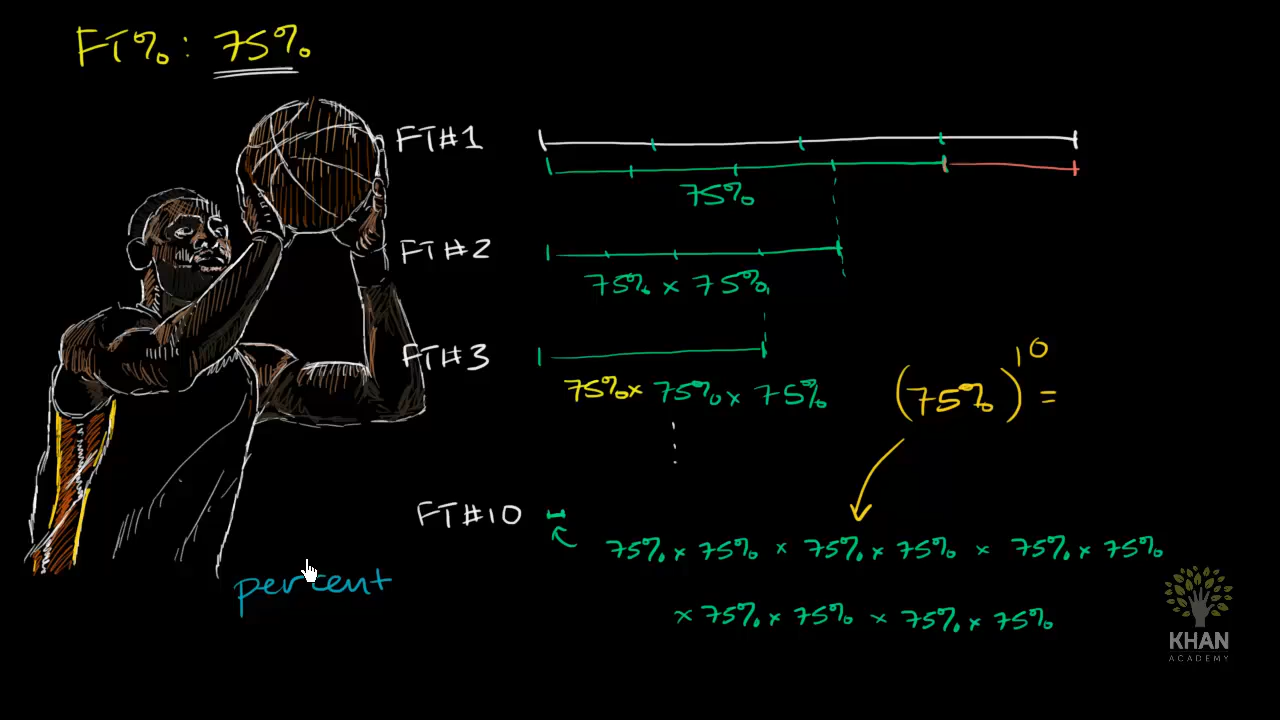 FT%: 75%
FT#1
75%
FT#2
75% × 75%
FT#3
75% × 75% × 75%
(75%)^10 =
FT#10
75% × 75% × 75% × 75% × 75% × 75%
× 75% × 75% × 75% × 75%
percent
KHAN
ACADEMY